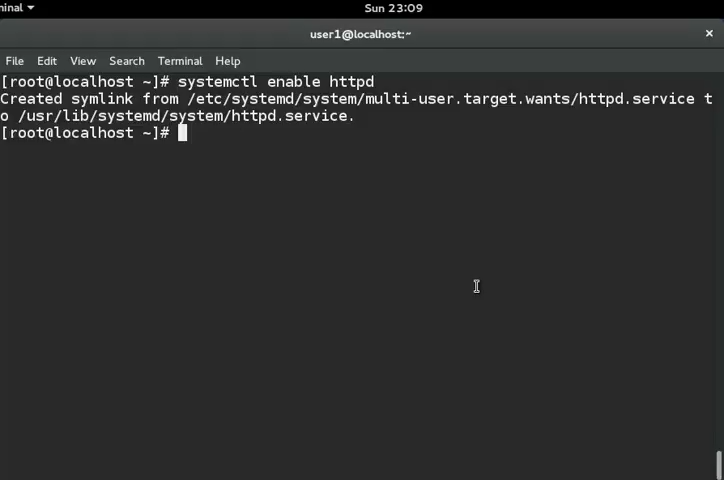 minal Sun 23:09
user1@localhost:~ ×
File Edit View Search Terminal Help
[root@localhost ~]# systemctl enable httpd
Created symlink from /etc/systemd/system/multi-user.target.wants/httpd.service t
o /usr/lib/systemd/system/httpd.service.
[root@localhost ~]#